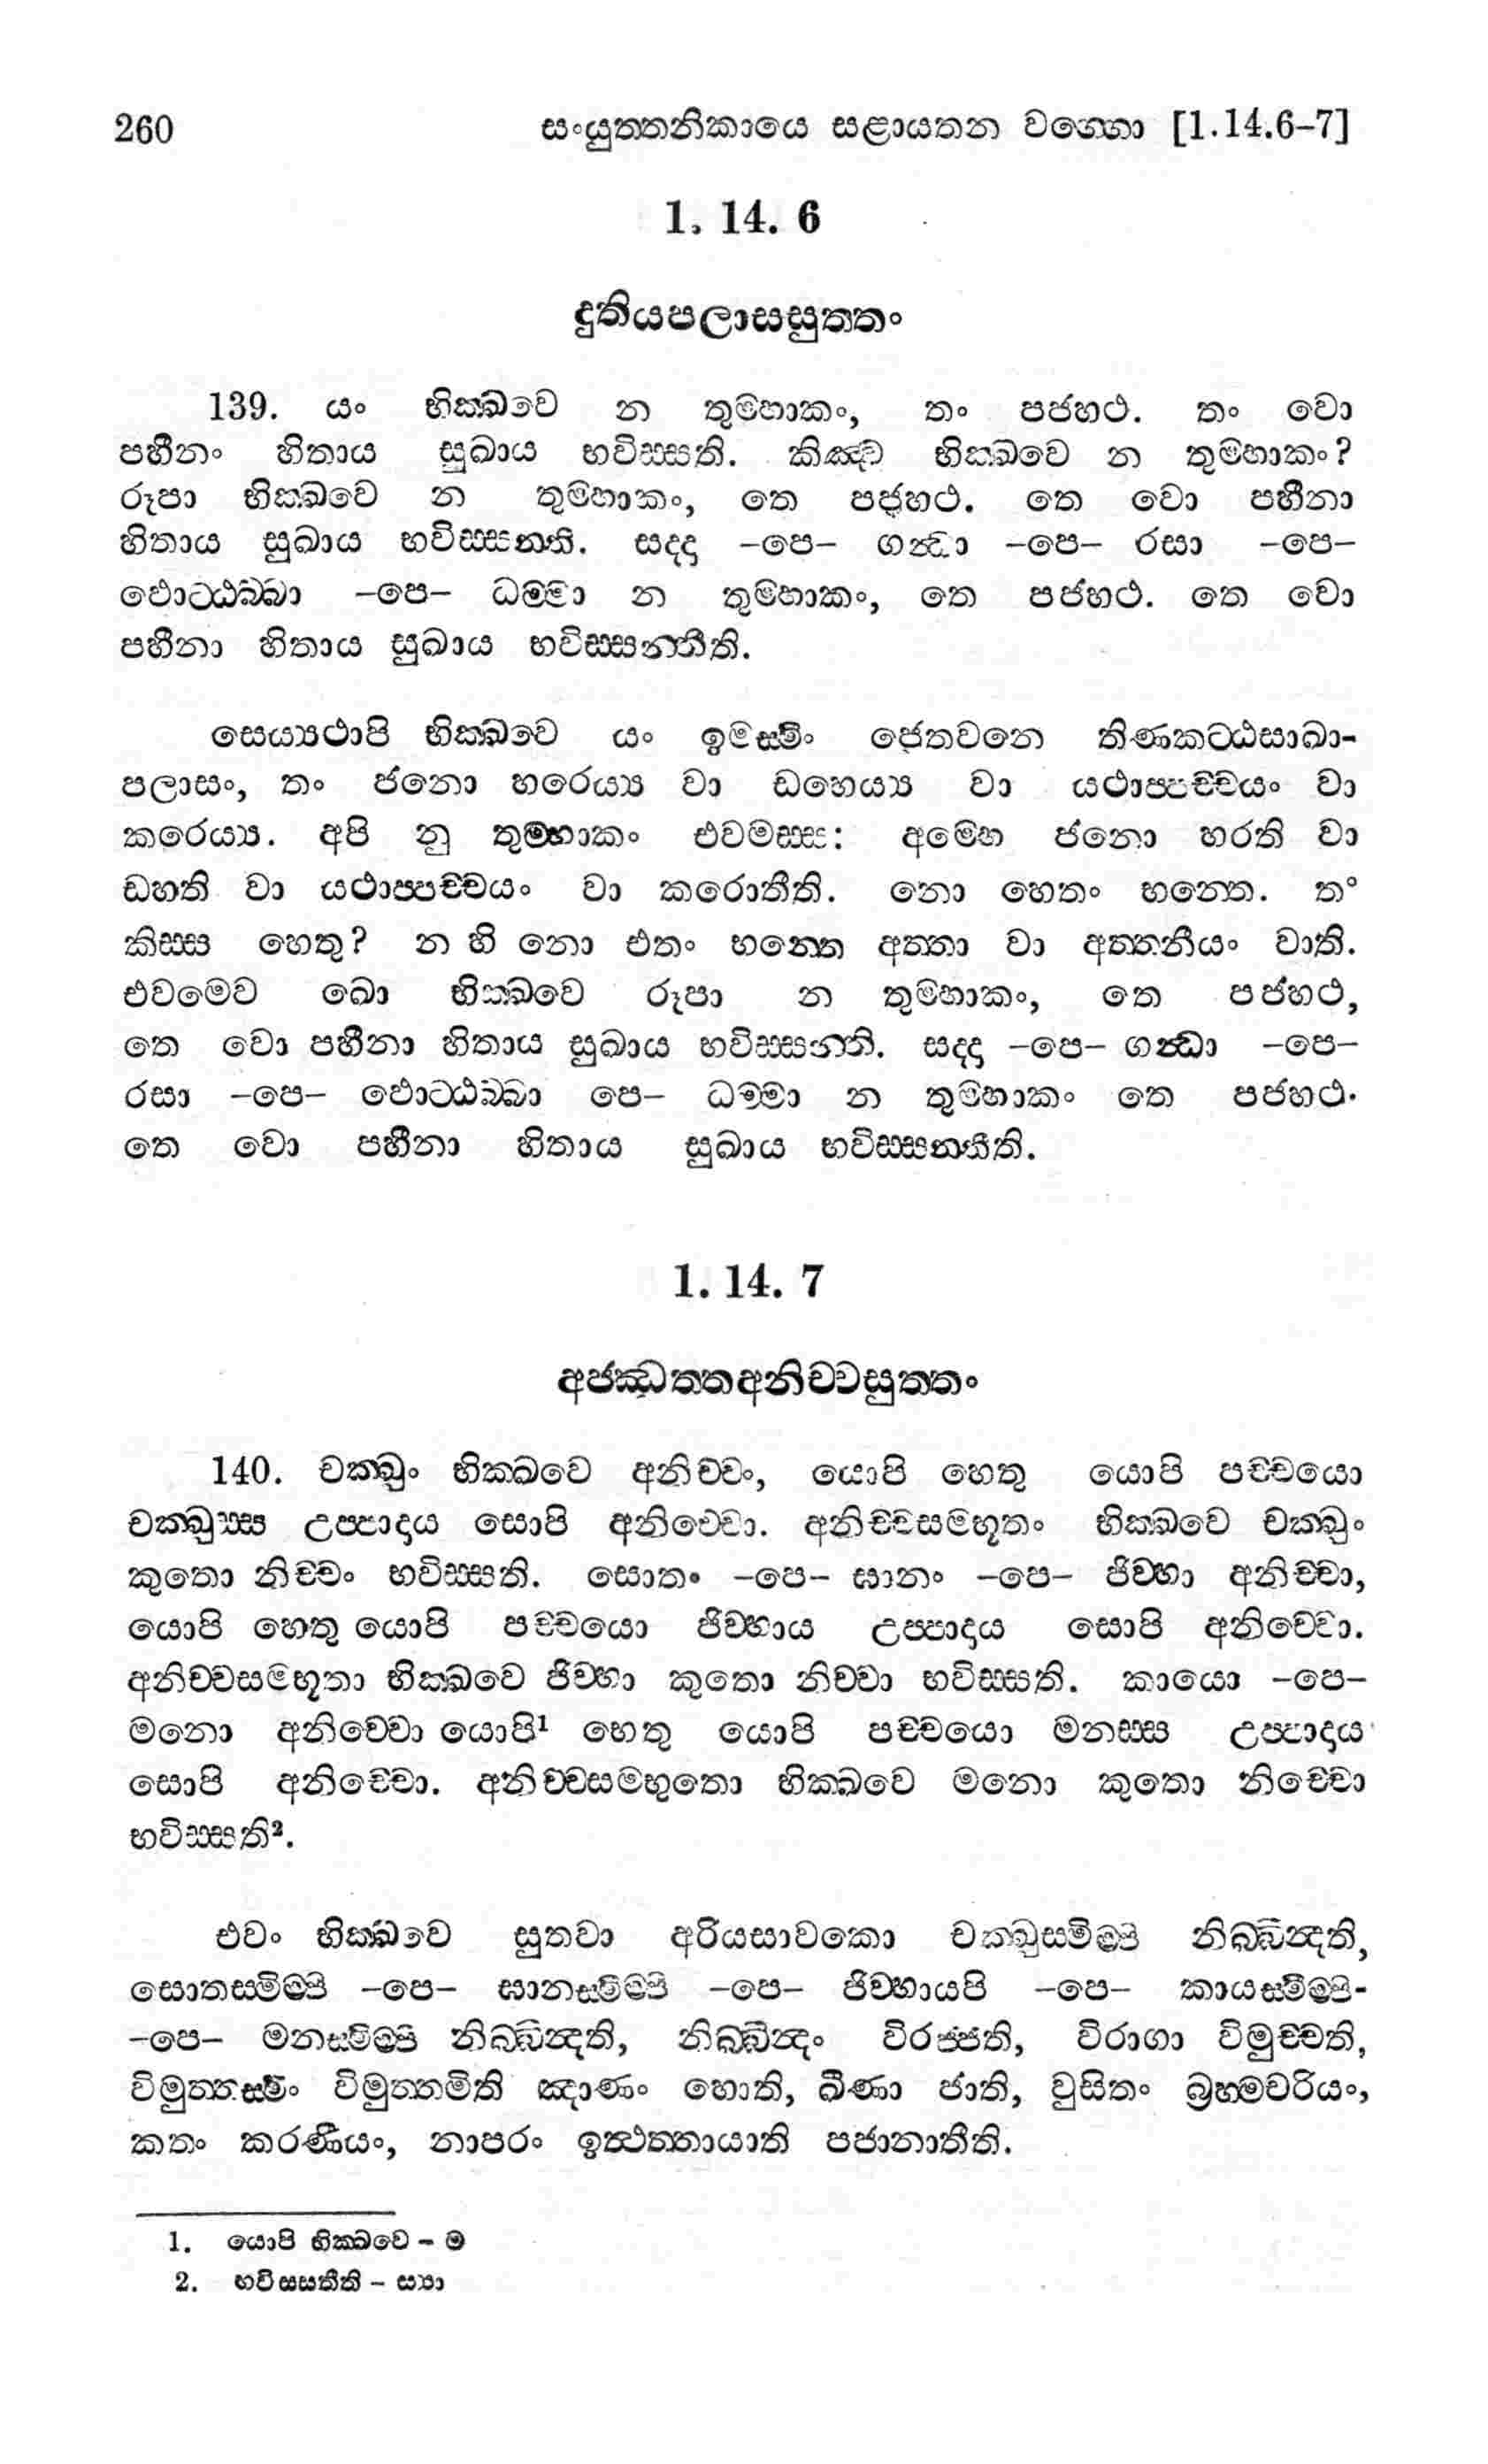 260 සංයුත්තනිකායෙ සළායතන වග්ගො [1.14.6–7]
1. 14. 6
දුතියපලාසසුත්තං
139. යං භික්ඛවෙ න තුම්හාකං, තං පජහථ. තං වො
පහීනං හිතාය සුඛාය භවිස්සති. කිඤ්ච භික්ඛවෙ න තුම්හාකං?
රූපා භික්ඛවෙ න තුම්හාකං, තෙ පජහථ. තෙ වො පහීනා
හිතාය සුඛාය භවිස්සන්ති. සද්දා –පෙ– ගන්ධා –පෙ– රසා –පෙ–
ඵොට්ඨබ්බා –පෙ– ධම්මා න තුම්හාකං, තෙ පජහථ. තෙ වො
පහීනා හිතාය සුඛාය භවිස්සන්තීති.
සෙය්‍යථාපි භික්ඛවෙ යං ඉමස්මිං ජෙතවනෙ තිණකට්ඨසාඛා-
පලාසං, තං ජනො හරෙය්‍ය වා ඩහෙය්‍ය වා යථාප්පච්චයං වා
කරෙය්‍ය. අපි නු තුම්හාකං එවමස්ස: අම්හෙ ජනො හරති වා
ඩහති වා යථාප්පච්චයං වා කරොතීති. නො හෙතං භන්තෙ. තං
කිස්ස හෙතු? න හි නො එතං භන්තෙ අත්තා වා අත්තනීයං වාති.
එවමෙව ඛො භික්ඛවෙ රූපා න තුම්හාකං, තෙ පජහථ,
තෙ වො පහීනා හිතාය සුඛාය භවිස්සන්ති. සද්දා –පෙ– ගන්ධා –පෙ–
රසා –පෙ– ඵොට්ඨබ්බා පෙ– ධම්මා න තුම්හාකං තෙ පජහථ.
තෙ වො පහීනා හිතාය සුඛාය භවිස්සන්තීති.
1. 14. 7
අජ්ඣත්තඅනිච්චසුත්තං
140. චක්ඛුං භික්ඛවෙ අනිච්චං, යොපි හෙතු යොපි පච්චයො
චක්ඛුස්ස උප්පාදාය සොපි අනිච්චො. අනිච්චසම්භූතං භික්ඛවෙ චක්ඛුං
කුතො නිච්චං භවිස්සති. සොතං –පෙ– ඝානං –පෙ– ජිව්හා අනිච්චා,
යොපි හෙතු යොපි පච්චයො ජිව්හාය උප්පාදාය සොපි අනිච්චො.
අනිච්චසම්භූතා භික්ඛවෙ ජිව්හා කුතො නිච්චා භවිස්සති. කායො –පෙ–
මනො අනිච්චො යොපි¹ හෙතු යොපි පච්චයො මනස්ස උප්පාදාය
සොපි අනිච්චො. අනිච්චසම්භුතො භික්ඛවෙ මනො කුතො නිච්චො
භවිස්සති².
එවං භික්ඛවෙ සුතවා අරියසාවකො චක්ඛුස්මිම්පි නිබ්බින්දති,
සොතස්මිම්පි –පෙ– ඝානස්මිම්පි –පෙ– ජිව්හායපි –පෙ– කායස්මිම්පි-
–පෙ– මනස්මිම්පි නිබ්බින්දති, නිබ්බින්දං විරජ්ජති, විරාගා විමුච්චති,
විමුත්තස්මිං විමුත්තමිති ඤාණං හොති, ඛීණා ජාති, වුසිතං බ්‍රහ්මචරියං,
කතං කරණීයං, නාපරං ඉත්ථත්තායාති පජානාතීති.
1. යොපි භික්ඛවෙ – ම
2. භවිස්සතීති – ස්‍යා